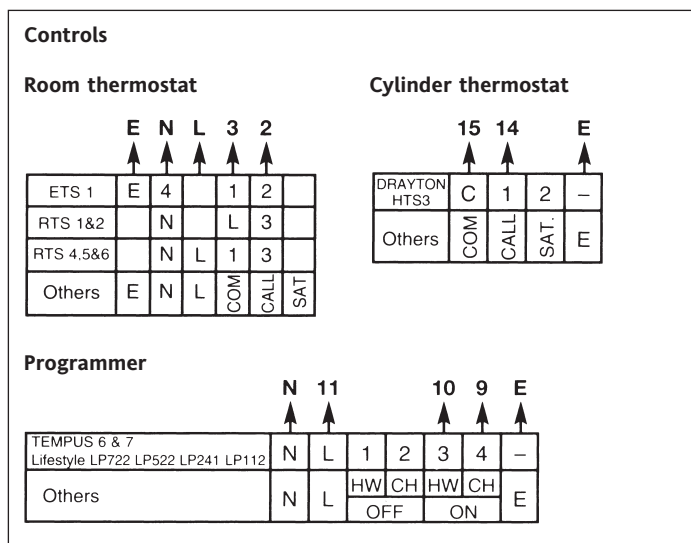 Controls
Room thermostat
E N L 3 2
ETS 1 E 4 1 2
RTS 1&2 N L 3
RTS 4,5&6 N L 1 3
Others E N L COM CALL SAT
Cylinder thermostat
15 14 E
DRAYTON
HTS3 C 1 2 –
Others COM CALL SAT. E
Programmer
N 11 10 9 E
TEMPUS 6 & 7
Lifestyle LP722 LP522 LP241 LP112 N L 1 2 3 4 –
Others N L HW CH HW CH E
OFF ON